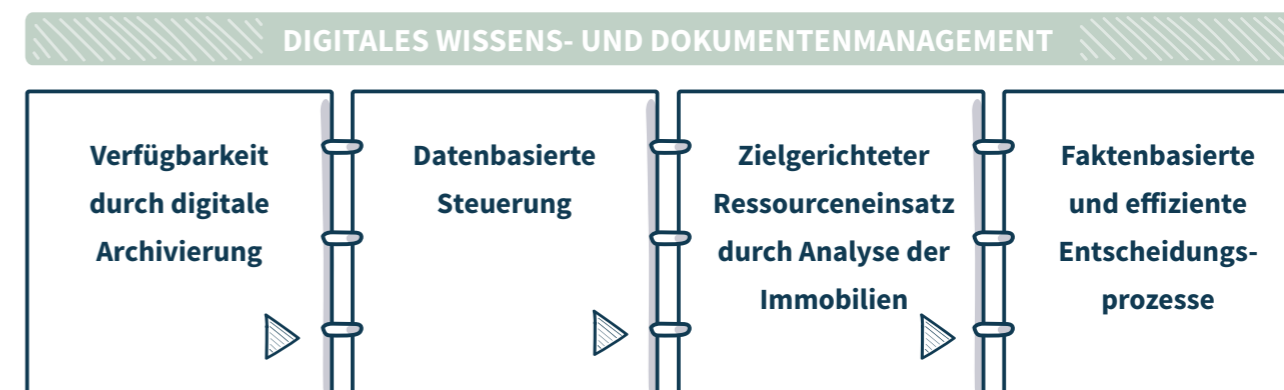 DIGITALES WISSENS- UND DOKUMENTENMANAGEMENT
Verfügbarkeit
durch digitale
Archivierung
Datenbasierte
Steuerung
Zielgerichteter
Ressourceneinsatz
durch Analyse der
Immobilien
Faktenbasierte
und effiziente
Entscheidungs-
prozesse